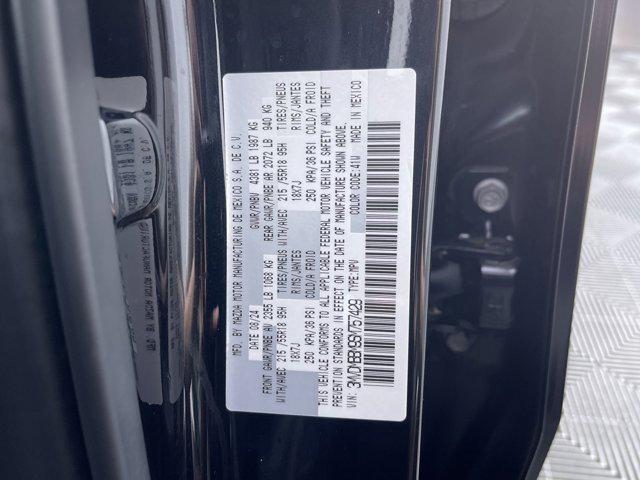 MFD. BY MAZDA MOTOR MANUFACTURING DE MEXICO S.A. DE C.V.
DATE 08/24 GVWR/PNBV 4381 LB 1987 KG
FRONT GAWR/PNBE AV 2355 LB 1068 KG REAR GAWR/PNBE AR 2072 LB 940 KG
WITH/AVEC 215 /55R18 95H TIRES/PNEUS WITH/AVEC 215 /55R18 95H TIRES/PNEUS
18X7J RIMS/JANTES 18X7J RIMS/JANTES
250 KPA/36 PSI COLD/A FROID 250 KPA/36 PSI COLD/A FROID
THIS VEHICLE CONFORMS TO ALL APPLICABLE FEDERAL MOTOR VEHICLE SAFETY AND THEFT
PREVENTION STANDARDS IN EFFECT ON THE DATE OF MANUFACTURE SHOWN ABOVE.
TYPE:MPV COLOR CODE: 41W MADE IN MEXICO
VIN: